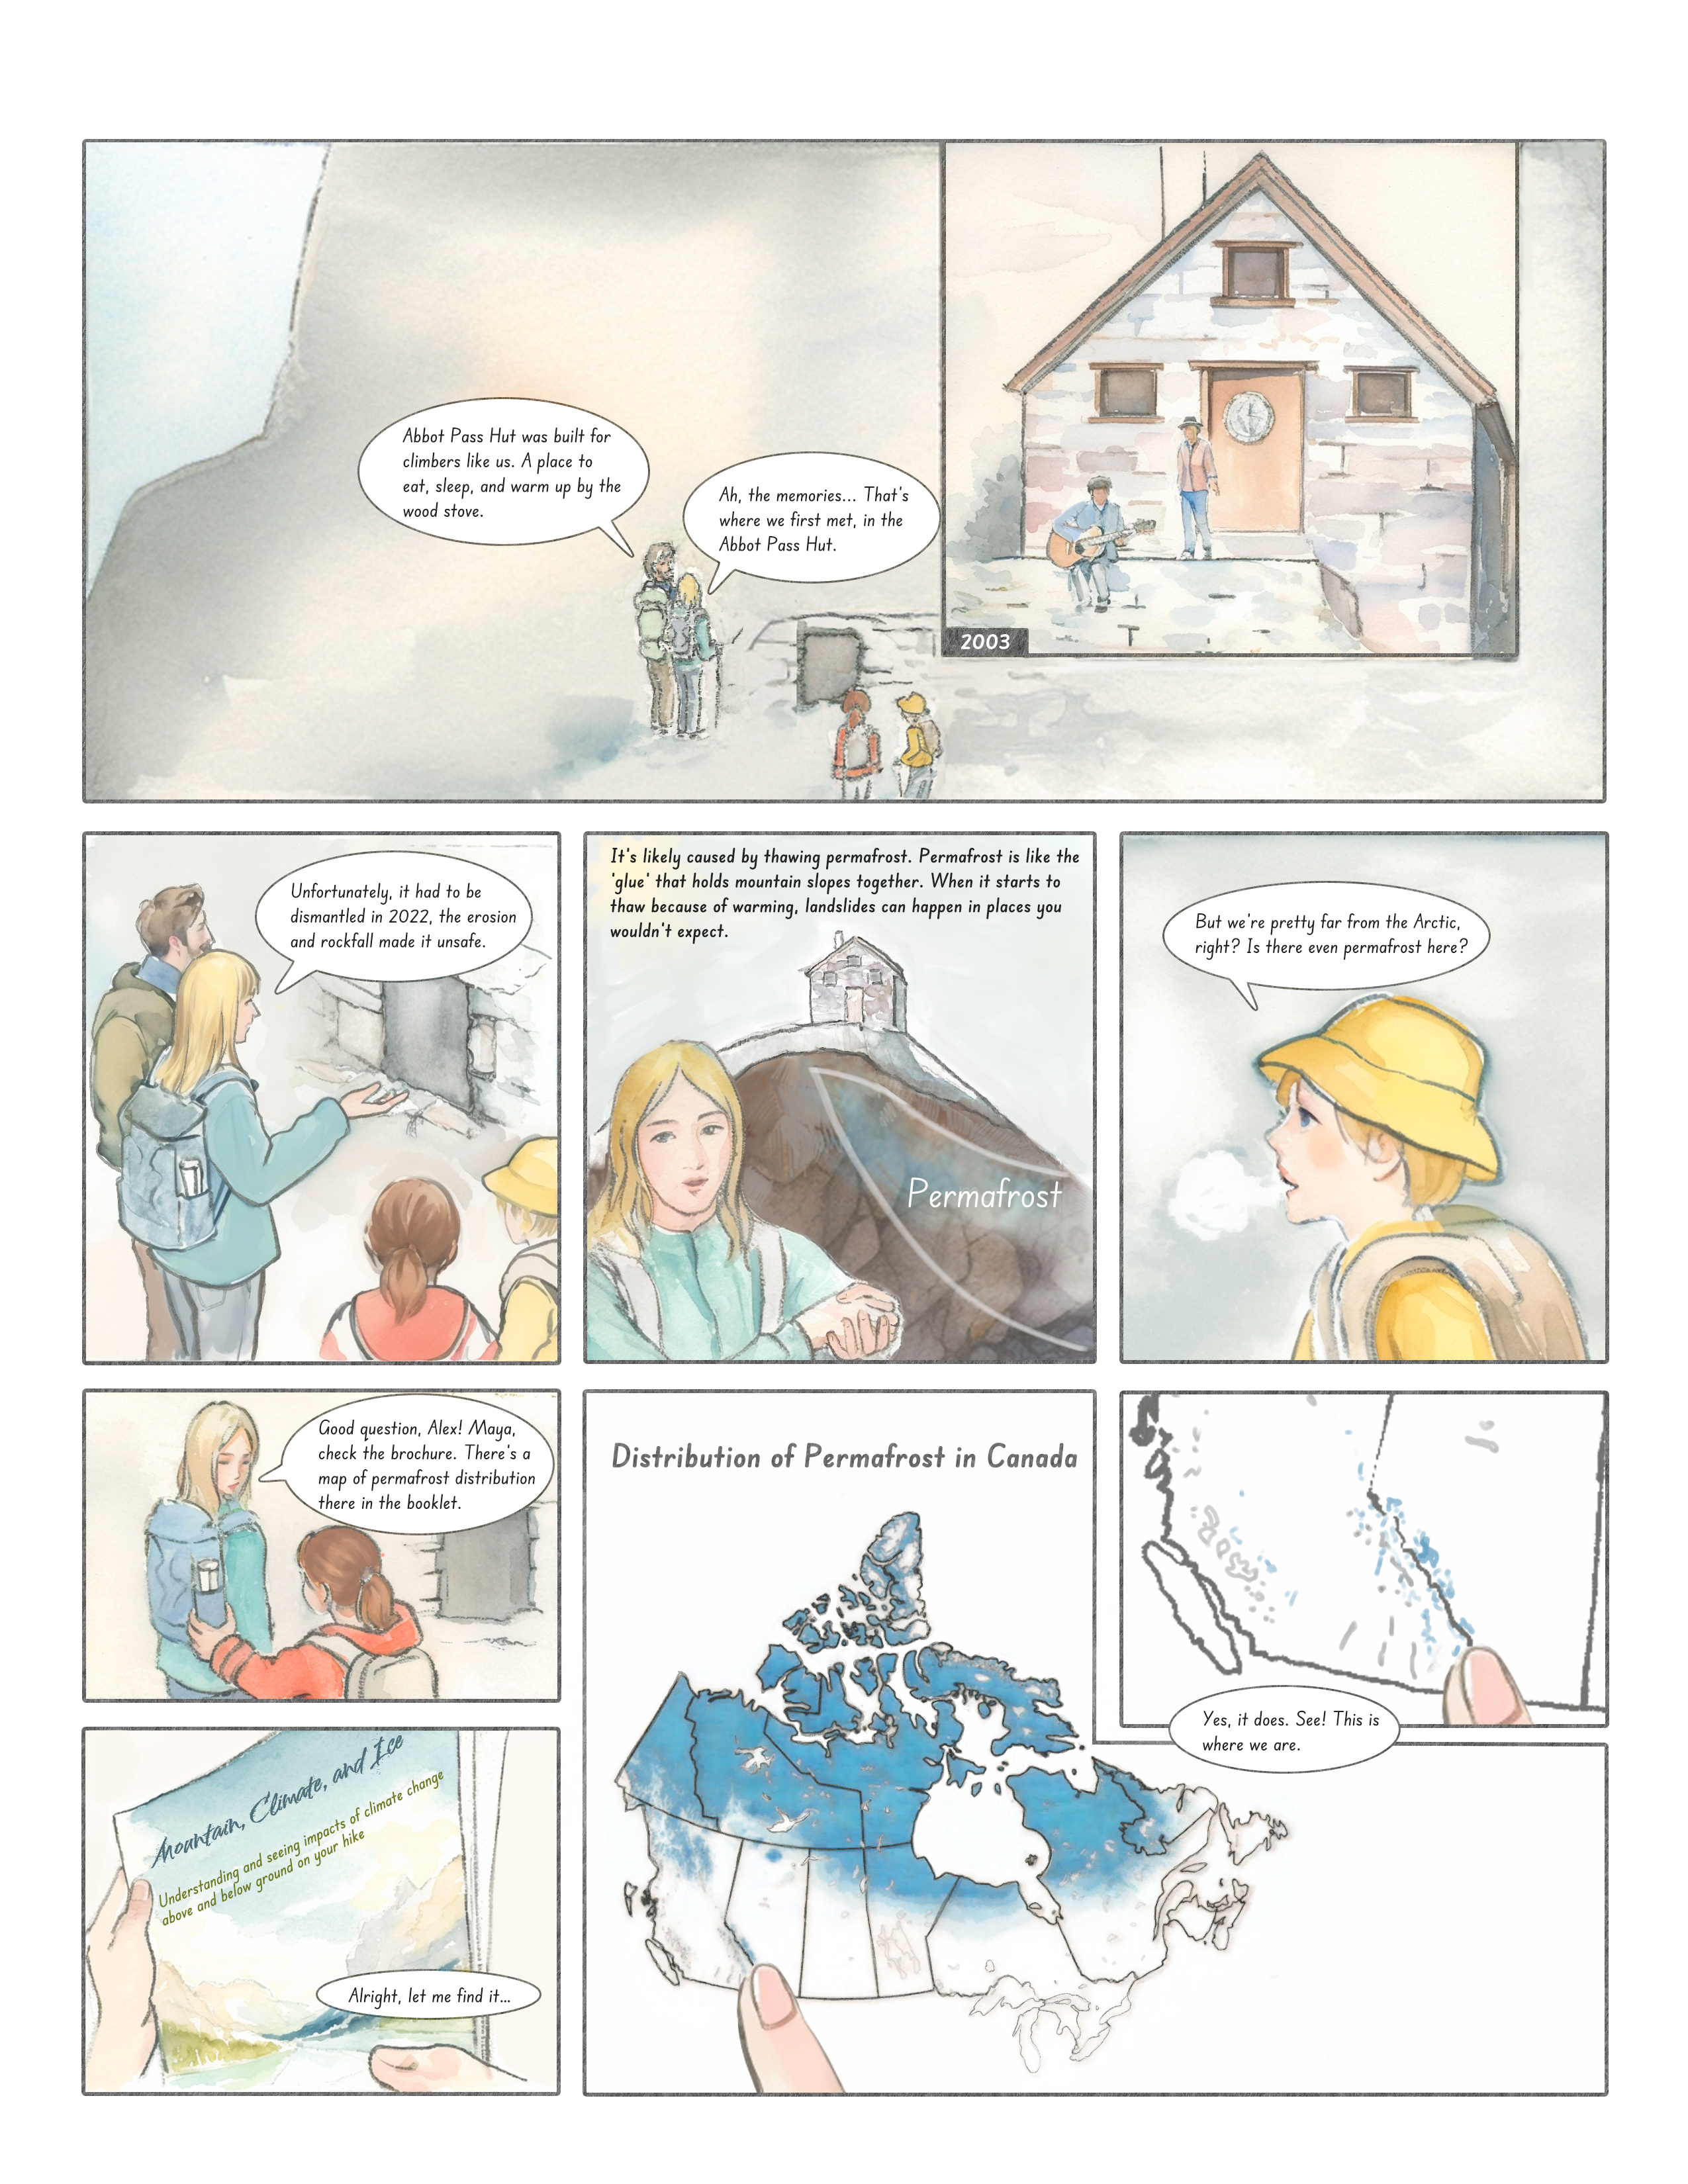 Abbot Pass Hut was built for
climbers like us. A place to
eat, sleep, and warm up by the
wood stove.
Ah, the memories... That's
where we first met, in the
Abbot Pass Hut.
2003
Unfortunately, it had to be
dismantled in 2022, the erosion
and rockfall made it unsafe.
It's likely caused by thawing permafrost. Permafrost is like the
'glue' that holds mountain slopes together. When it starts to
thaw because of warming, landslides can happen in places you
wouldn't expect.
Permafrost
But we're pretty far from the Arctic,
right? Is there even permafrost here?
Good question, Alex! Maya,
check the brochure. There's a
map of permafrost distribution
there in the booklet.
Mountain, Climate, and Ice
Understanding and seeing impacts of climate change
above and below ground on your hike
Alright, let me find it...
Distribution of Permafrost in Canada
Yes, it does. See! This is
where we are.